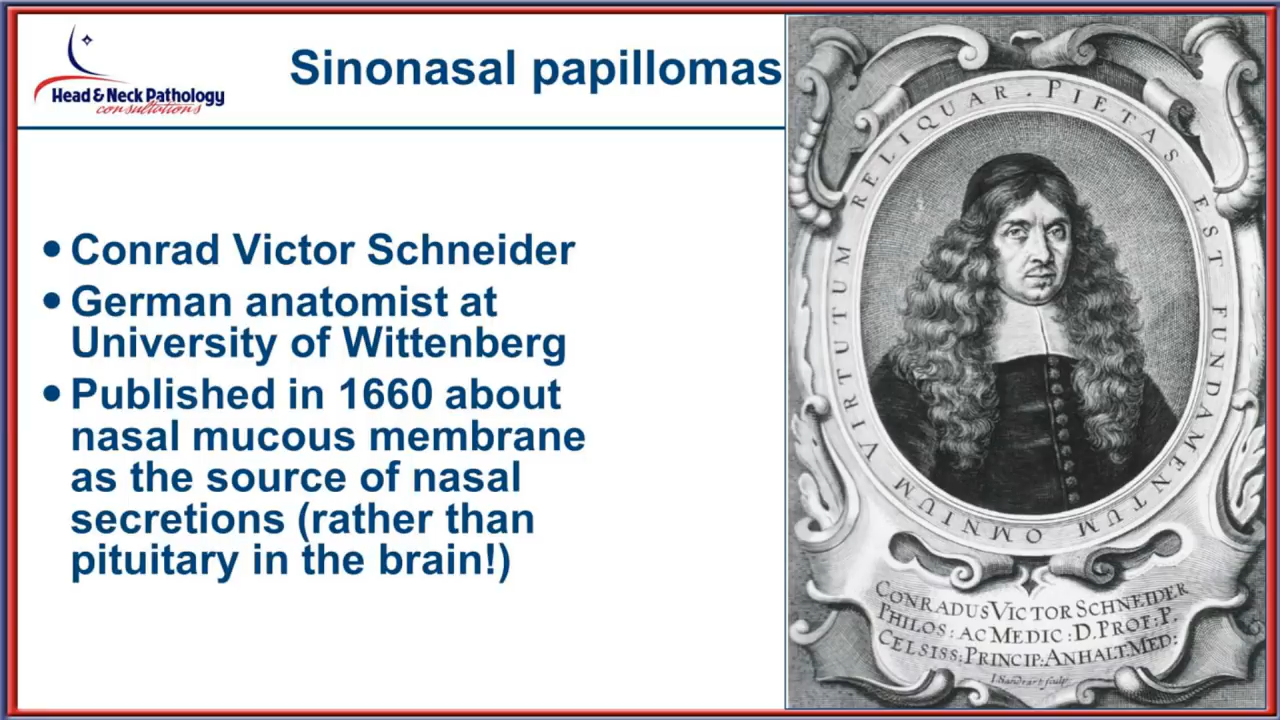 Head & Neck Pathology
consultations
Sinonasal papillomas
• Conrad Victor Schneider
• German anatomist at
University of Wittenberg
• Published in 1660 about
nasal mucous membrane
as the source of nasal
secretions (rather than
pituitary in the brain!)
PIETAS EST FUNDAMENTUM OMNIUM VIRTUTUM RELIQUAR.
CONRADUS VICTOR SCHNEIDER
PHILOS: AC MEDIC: D. PROF: P.
CELSISS: PRINCIP: ANHALT. MED:
I. Sandrart sculp.